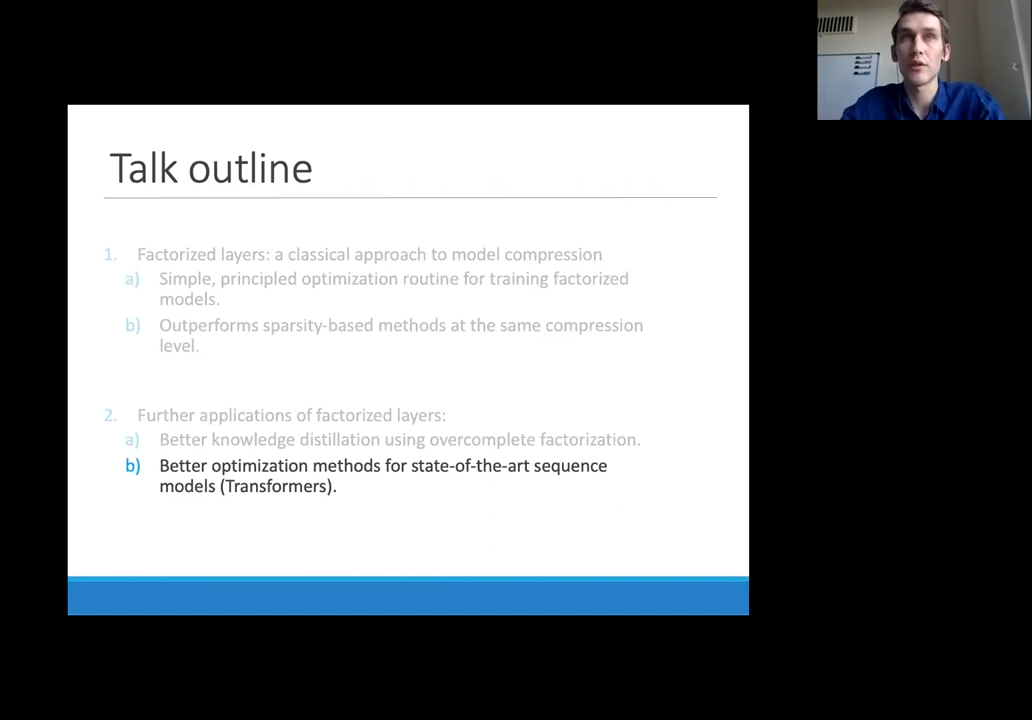 Talk outline
1. Factorized layers: a classical approach to model compression
a) Simple, principled optimization routine for training factorized
models.
b) Outperforms sparsity-based methods at the same compression
level.
2. Further applications of factorized layers:
a) Better knowledge distillation using overcomplete factorization.
b) Better optimization methods for state-of-the-art sequence
models (Transformers).